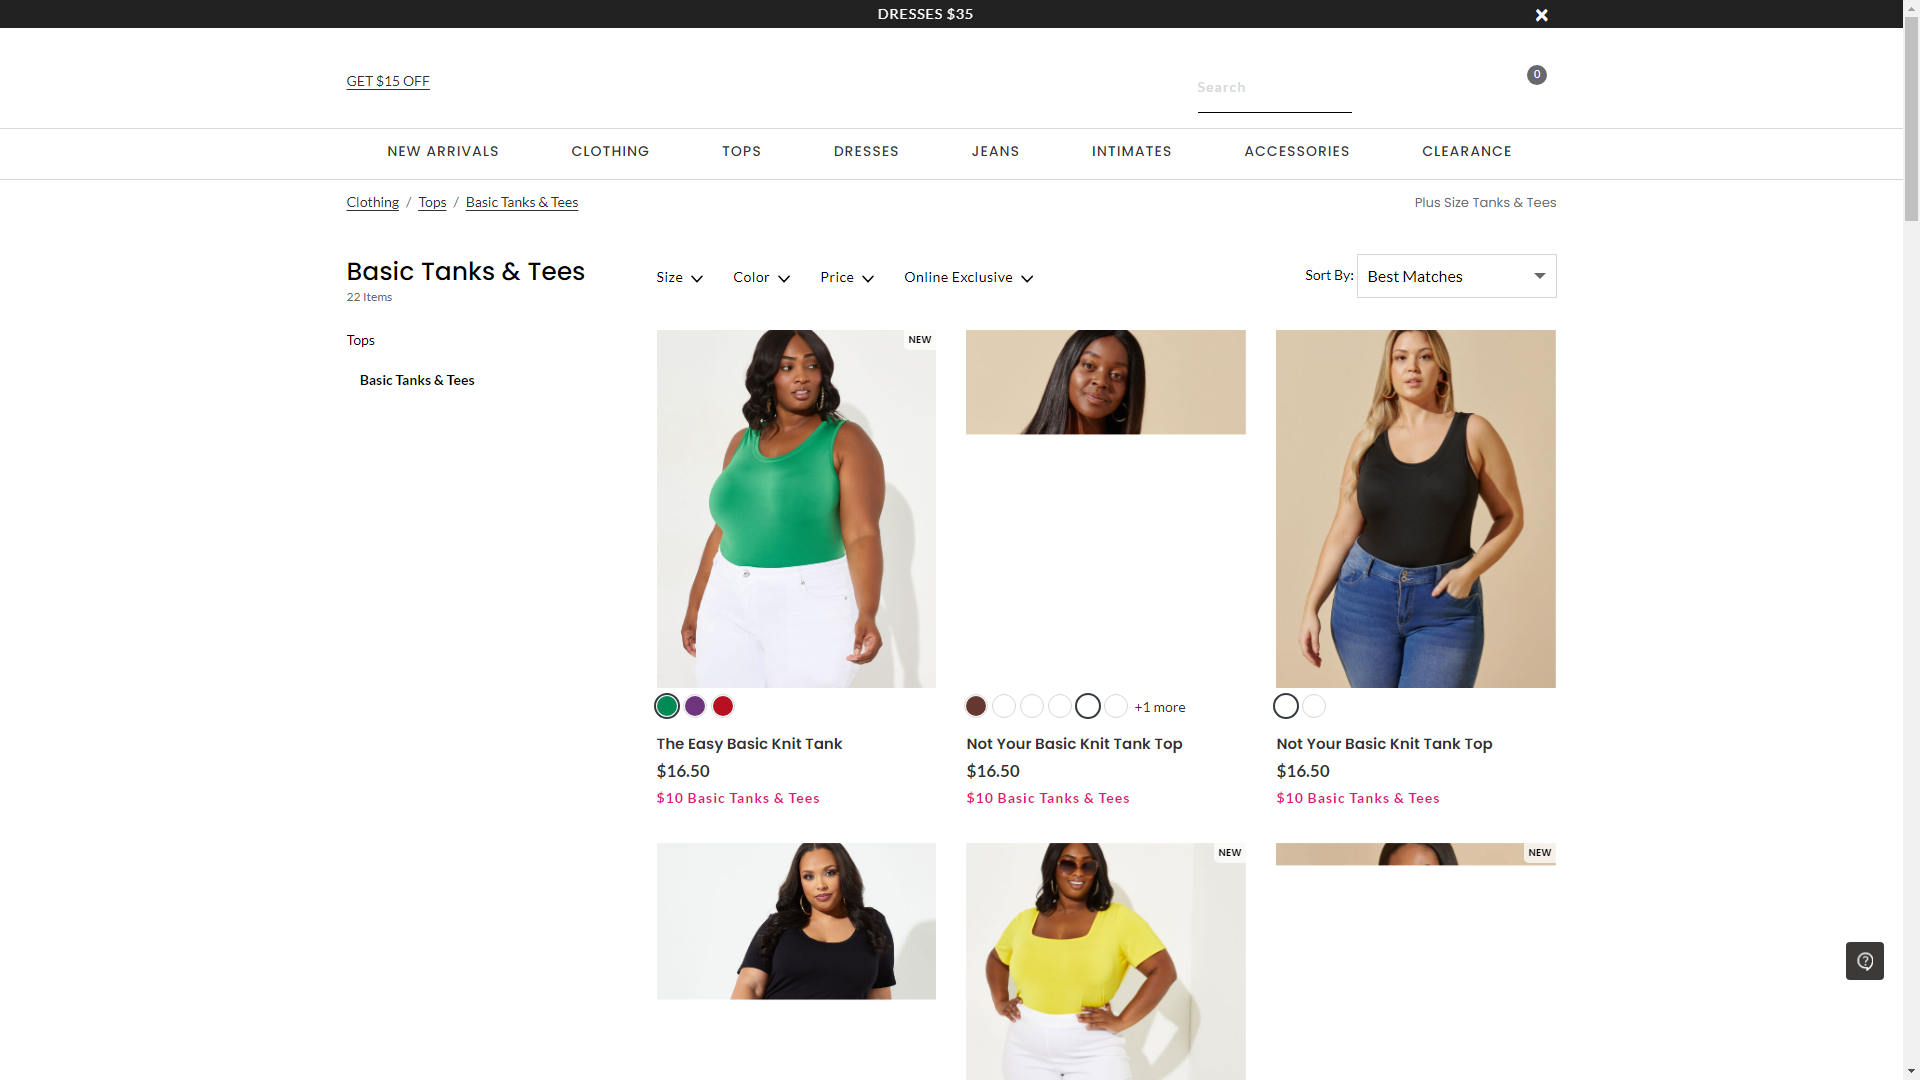 DRESSES $35
GET $15 OFF
Search
0
NEW ARRIVALS
CLOTHING
TOPS
DRESSES
JEANS
INTIMATES
ACCESSORIES
CLEARANCE
Clothing / Tops / Basic Tanks & Tees
Plus Size Tanks & Tees
Basic Tanks & Tees
22 Items
Size
Color
Price
Online Exclusive
Sort By: Best Matches
Tops
Basic Tanks & Tees
NEW
The Easy Basic Knit Tank
$16.50
$10 Basic Tanks & Tees
+1 more
Not Your Basic Knit Tank Top
$16.50
$10 Basic Tanks & Tees
Not Your Basic Knit Tank Top
$16.50
$10 Basic Tanks & Tees
NEW
NEW